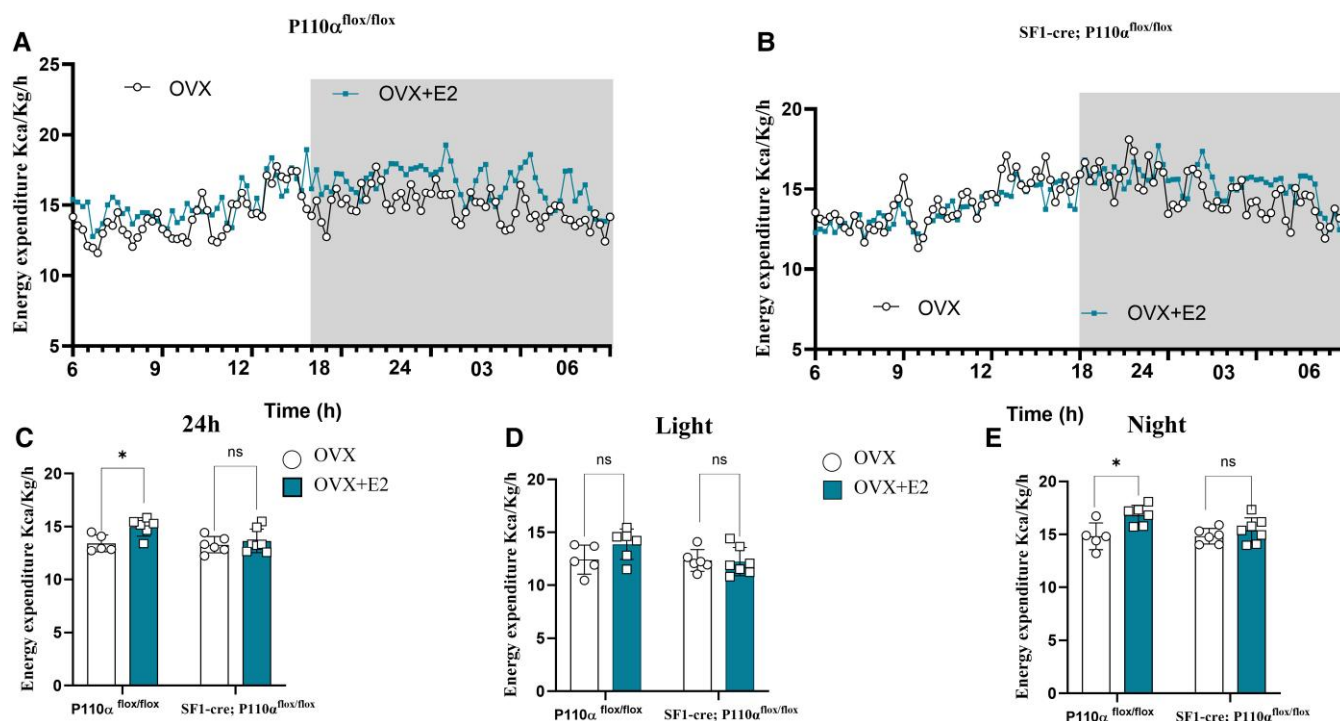 A
P110α flox/flox
Energy expenditure Kca/Kg/h
25
20
15
10
5
OVX
OVX+E2
6 9 12 18 24 03 06
Time (h)
B
SF1-cre; P110α flox/flox
Energy expenditure Kca/Kg/h
20
15
10
5
OVX
OVX+E2
6 9 12 18 24 03 06
Time (h)
C
24h
Energy expenditure Kca/Kg/h
20
15
10
5
0
* ns
OVX
OVX+E2
P110α flox/flox SF1-cre; P110α flox/flox
D
Light
Energy expenditure Kca/Kg/h
20
15
10
5
0
ns ns
OVX
OVX+E2
P110α flox/flox SF1-cre; P110α flox/flox
E
Night
Energy expenditure Kca/Kg/h
20
15
10
5
0
* ns
P110α flox/flox SF1-cre; P110α flox/flox